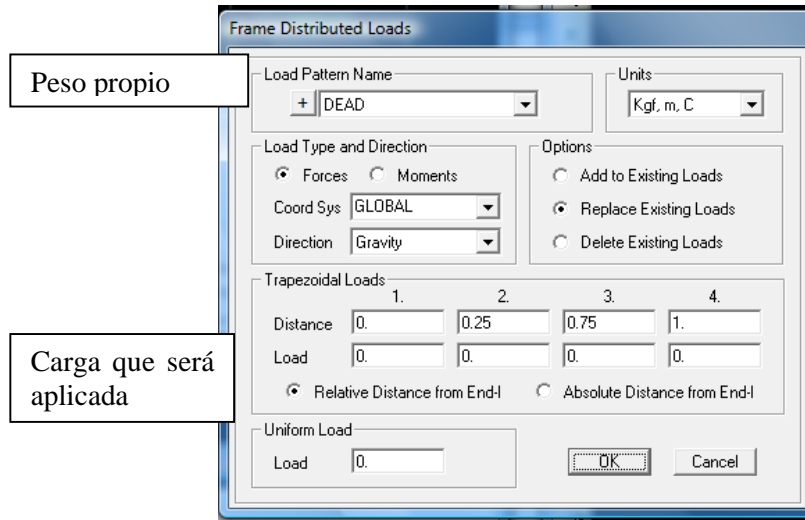 Frame Distributed Loads
Peso propio
Load Pattern Name
Units
+ DEAD
Kgf, m, C
Load Type and Direction
Options
Forces Moments
Add to Existing Loads
Coord Sys GLOBAL
Replace Existing Loads
Direction Gravity
Delete Existing Loads
Trapezoidal Loads
1. 2. 3. 4.
Distance 0. 0.25 0.75 1.
Carga que será
aplicada
Load 0. 0. 0. 0.
Relative Distance from End-I Absolute Distance from End-I
Uniform Load
Load 0.
OK Cancel